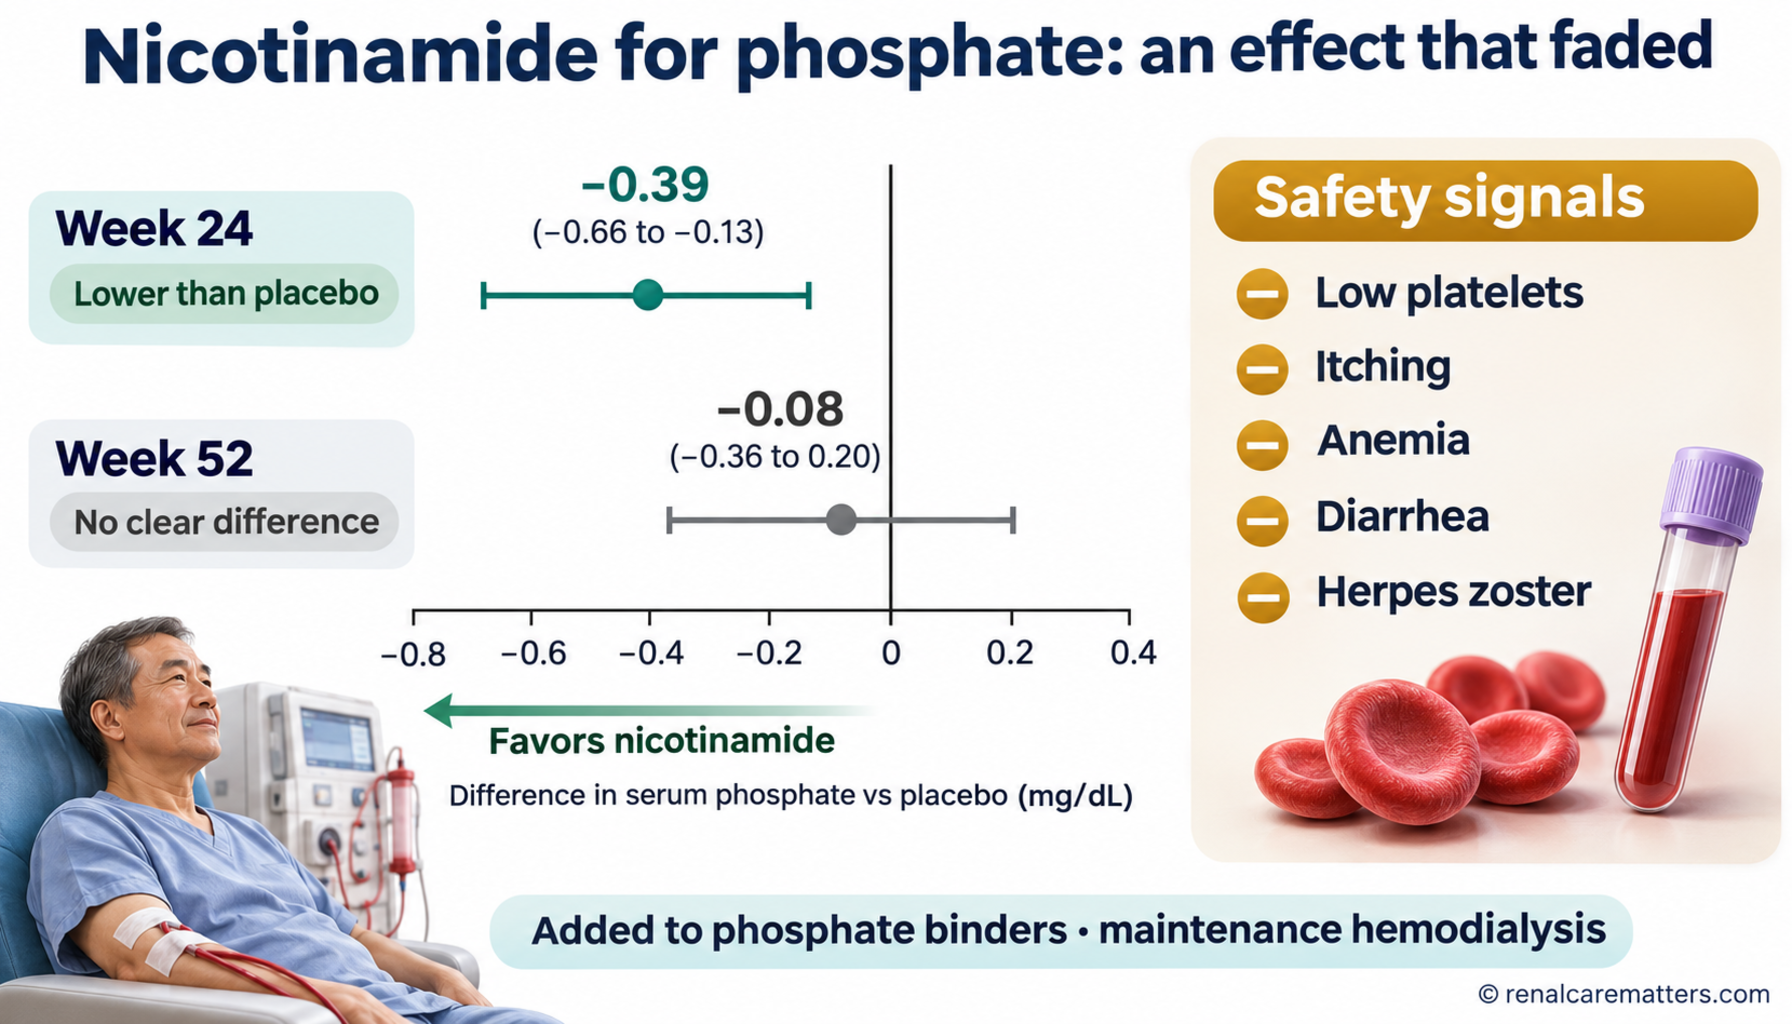 Nicotinamide for phosphate: an effect that faded
Week 24
Lower than placebo
−0.39
(−0.66 to −0.13)
Week 52
No clear difference
−0.08
(−0.36 to 0.20)
−0.8 −0.6 −0.4 −0.2 0 0.2 0.4
Favors nicotinamide
Difference in serum phosphate vs placebo (mg/dL)
Safety signals
Low platelets
Itching
Anemia
Diarrhea
Herpes zoster
Added to phosphate binders • maintenance hemodialysis
© renalcarematters.com